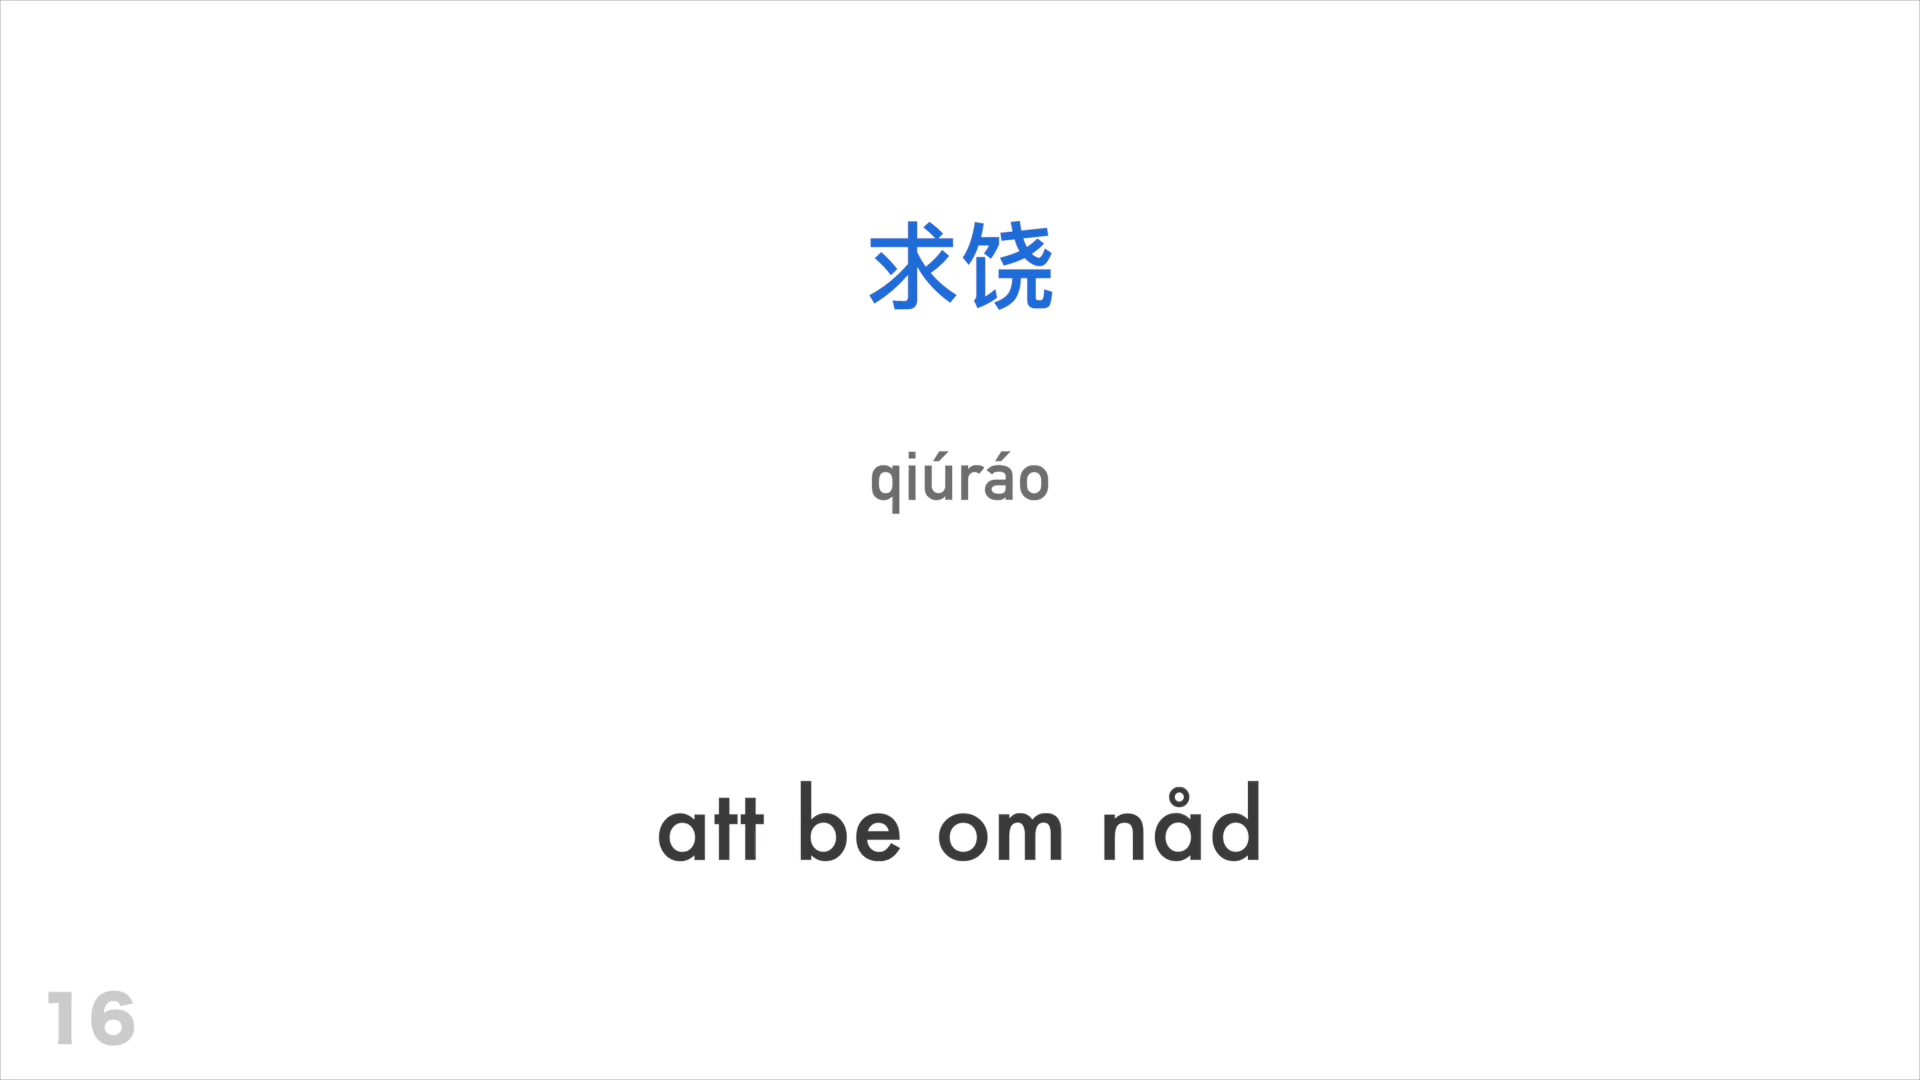 求饶
qiúráo
att be om nåd
16